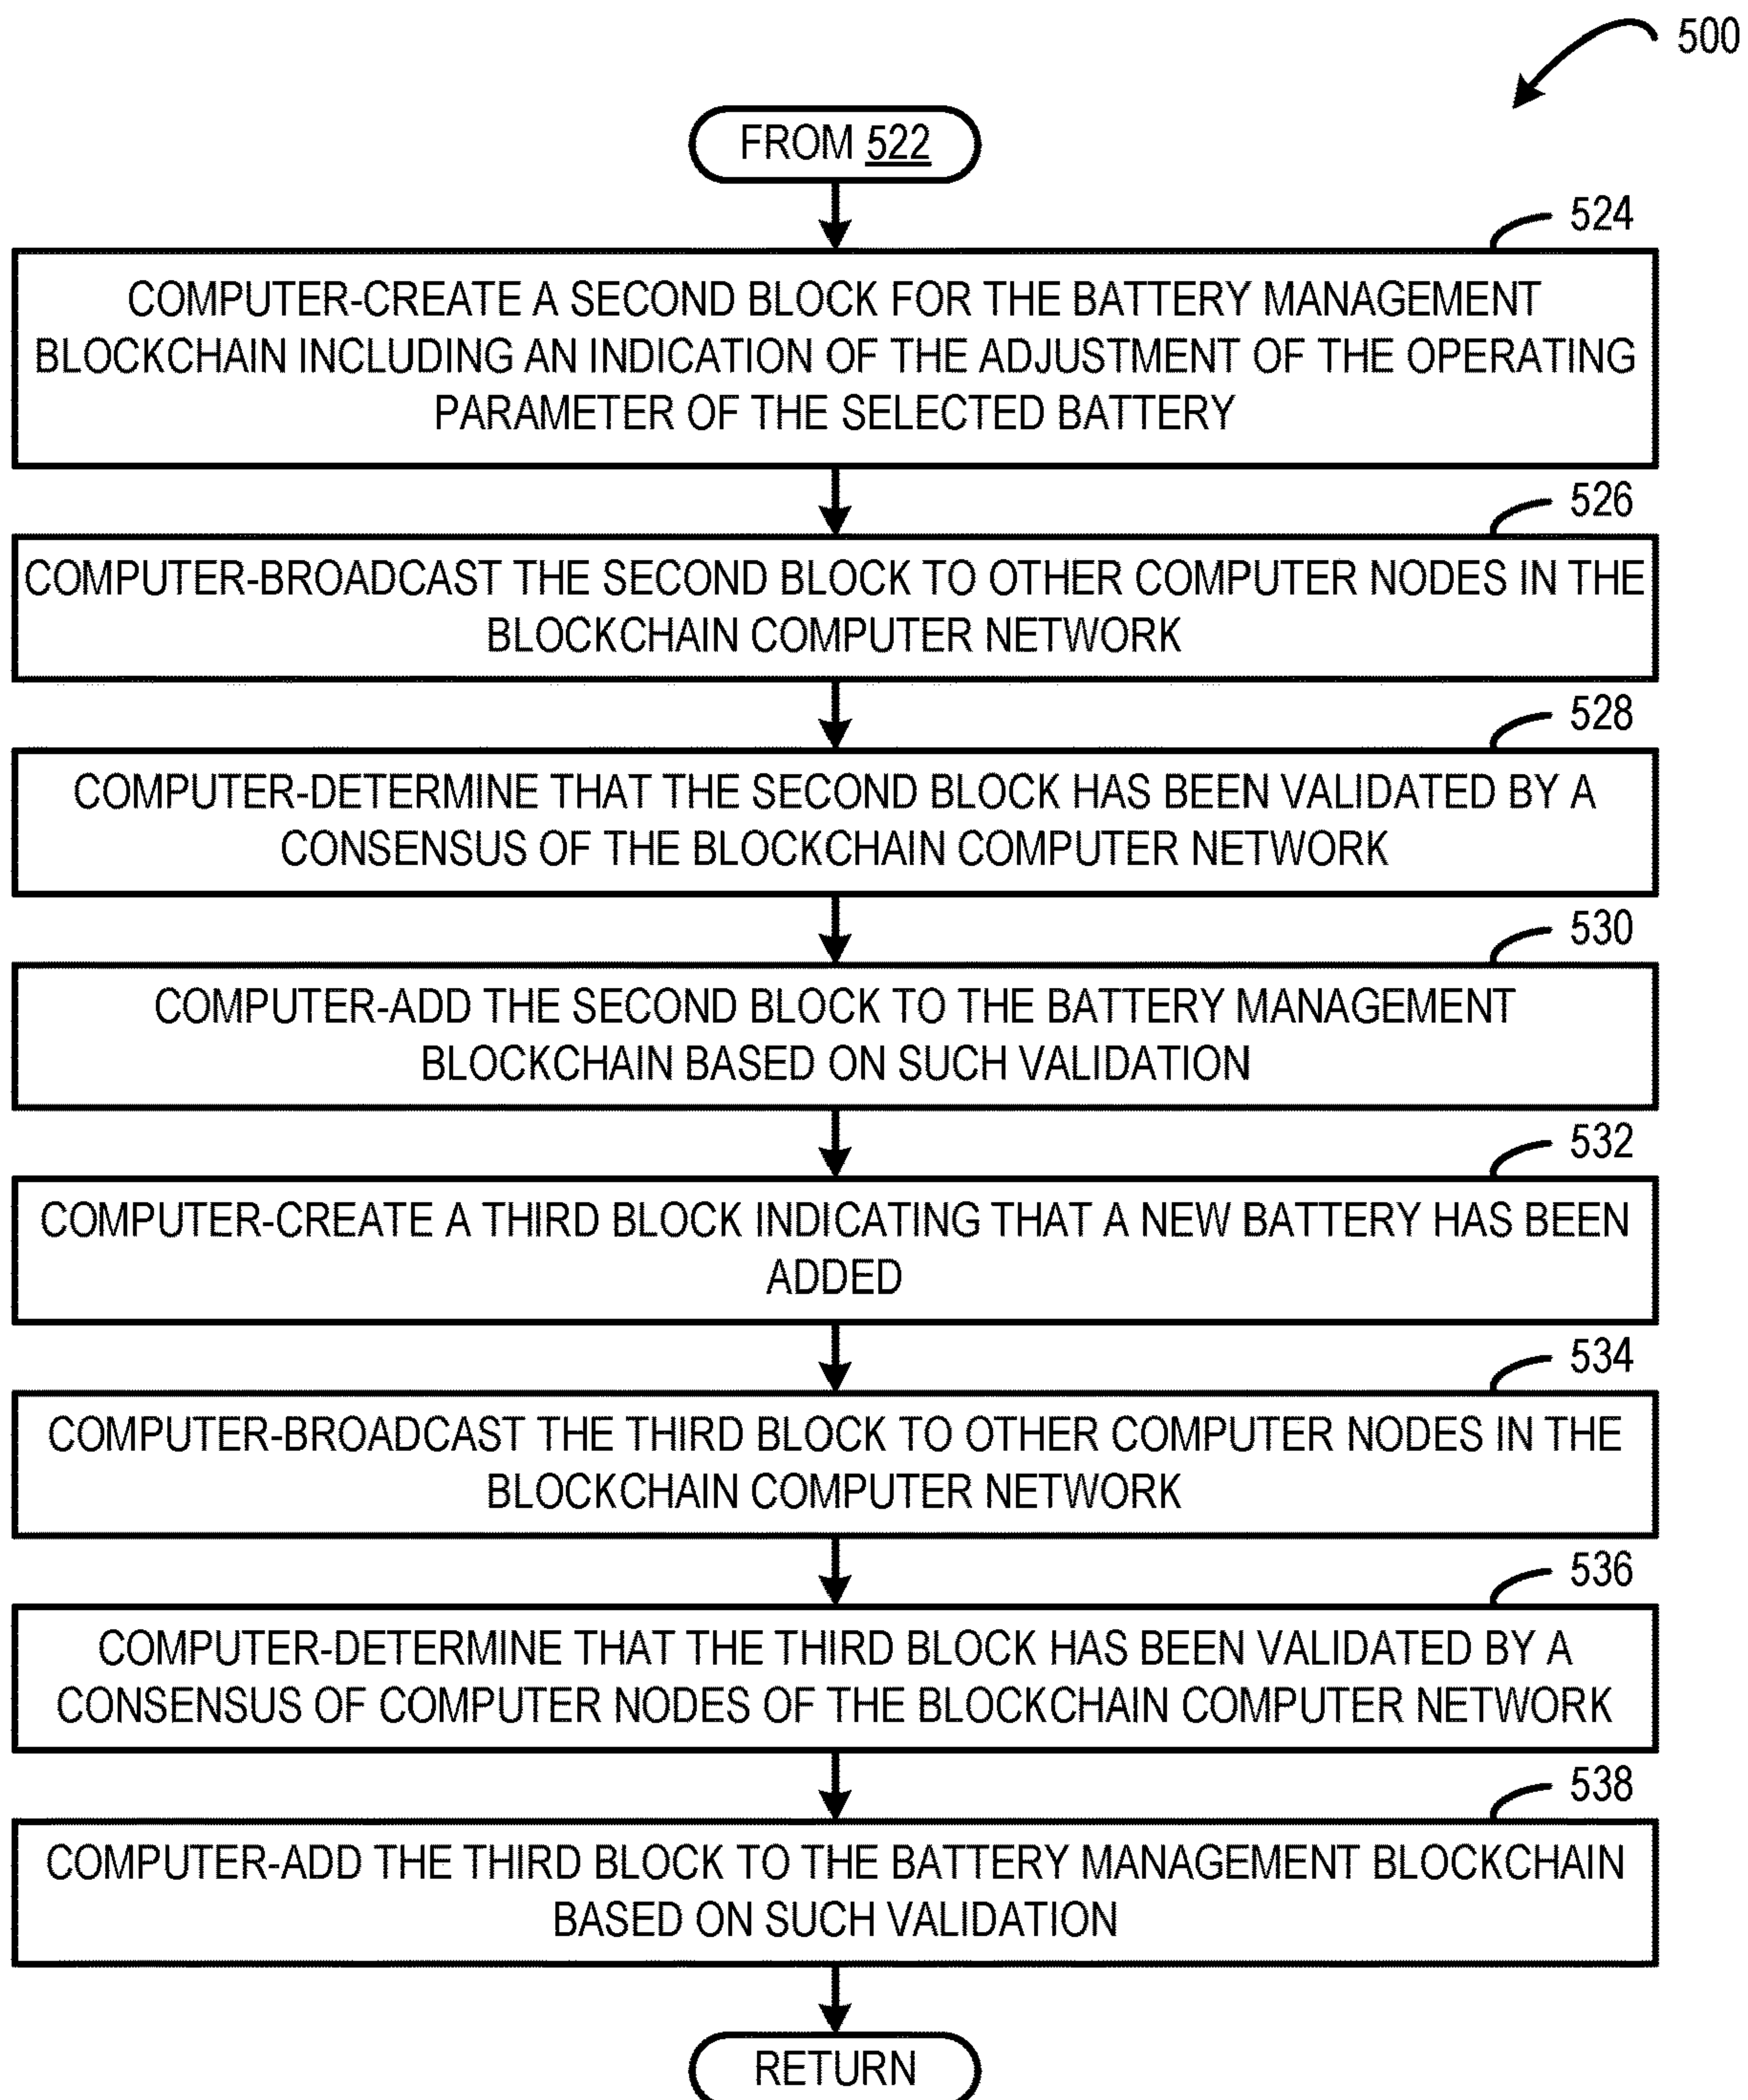 500
FROM 522
524
COMPUTER-CREATE A SECOND BLOCK FOR THE BATTERY MANAGEMENT
BLOCKCHAIN INCLUDING AN INDICATION OF THE ADJUSTMENT OF THE OPERATING
PARAMETER OF THE SELECTED BATTERY
526
COMPUTER-BROADCAST THE SECOND BLOCK TO OTHER COMPUTER NODES IN THE
BLOCKCHAIN COMPUTER NETWORK
528
COMPUTER-DETERMINE THAT THE SECOND BLOCK HAS BEEN VALIDATED BY A
CONSENSUS OF THE BLOCKCHAIN COMPUTER NETWORK
530
COMPUTER-ADD THE SECOND BLOCK TO THE BATTERY MANAGEMENT
BLOCKCHAIN BASED ON SUCH VALIDATION
532
COMPUTER-CREATE A THIRD BLOCK INDICATING THAT A NEW BATTERY HAS BEEN
ADDED
534
COMPUTER-BROADCAST THE THIRD BLOCK TO OTHER COMPUTER NODES IN THE
BLOCKCHAIN COMPUTER NETWORK
536
COMPUTER-DETERMINE THAT THE THIRD BLOCK HAS BEEN VALIDATED BY A
CONSENSUS OF COMPUTER NODES OF THE BLOCKCHAIN COMPUTER NETWORK
538
COMPUTER-ADD THE THIRD BLOCK TO THE BATTERY MANAGEMENT BLOCKCHAIN
BASED ON SUCH VALIDATION
RETURN